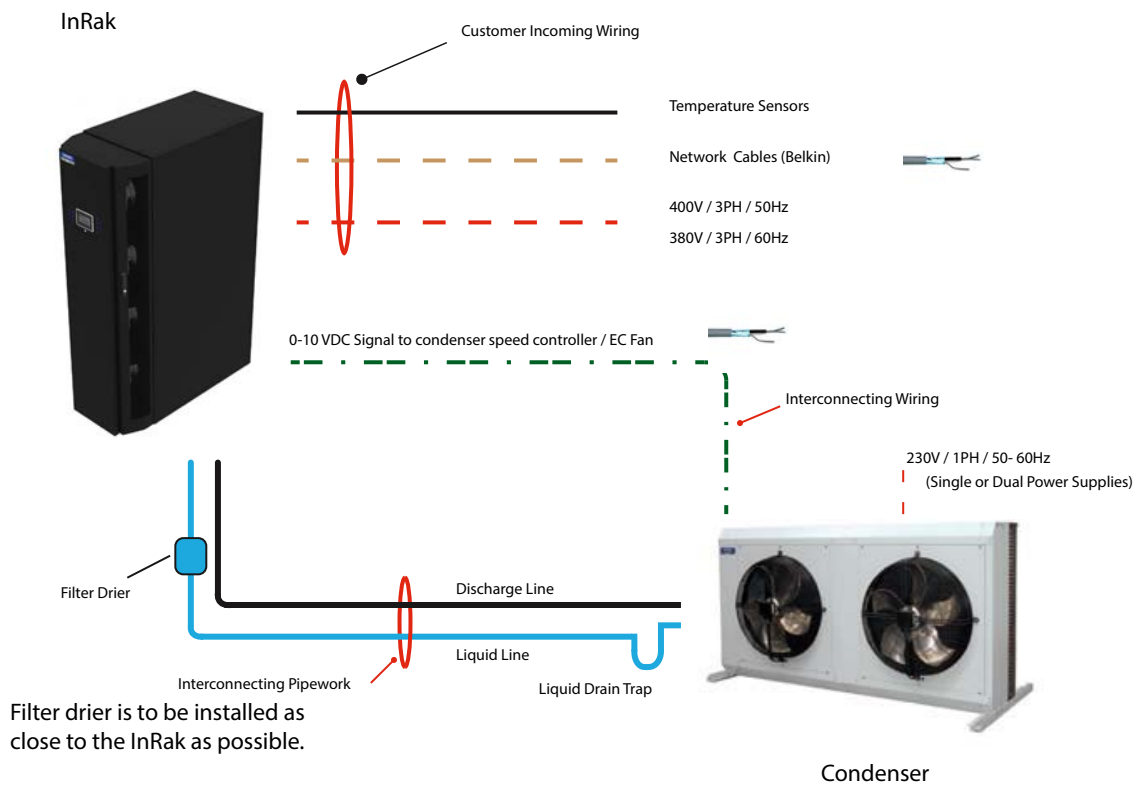 InRak
Customer Incoming Wiring
Temperature Sensors
Network Cables (Belkin)
400V / 3PH / 50Hz
380V / 3PH / 60Hz
0-10 VDC Signal to condenser speed controller / EC Fan
Interconnecting Wiring
230V / 1PH / 50- 60Hz
(Single or Dual Power Supplies)
Filter Drier
Discharge Line
Liquid Line
Interconnecting Pipework
Liquid Drain Trap
Filter drier is to be installed as
close to the InRak as possible.
Condenser